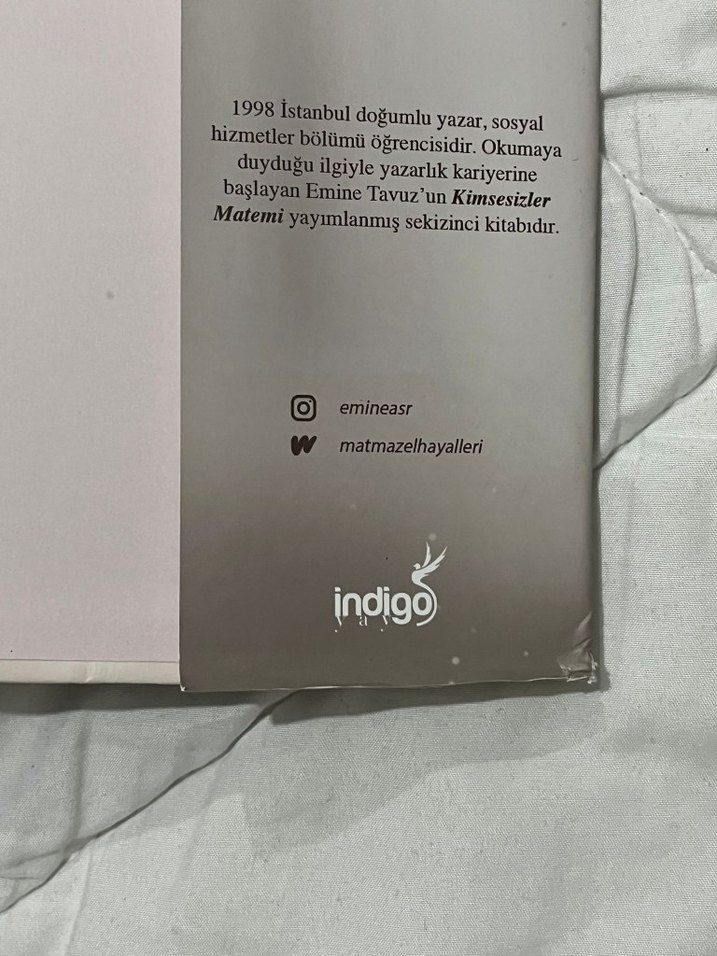 1998 İstanbul doğumlu yazar, sosyal
hizmetler bölümü öğrencisidir. Okumaya
duyduğu ilgiyle yazarlık kariyerine
başlayan Emine Tavuz’un Kimsesizler
Matemi yayımlanmış sekizinci kitabıdır.
emineasr
matmazelhayalleri
indigo